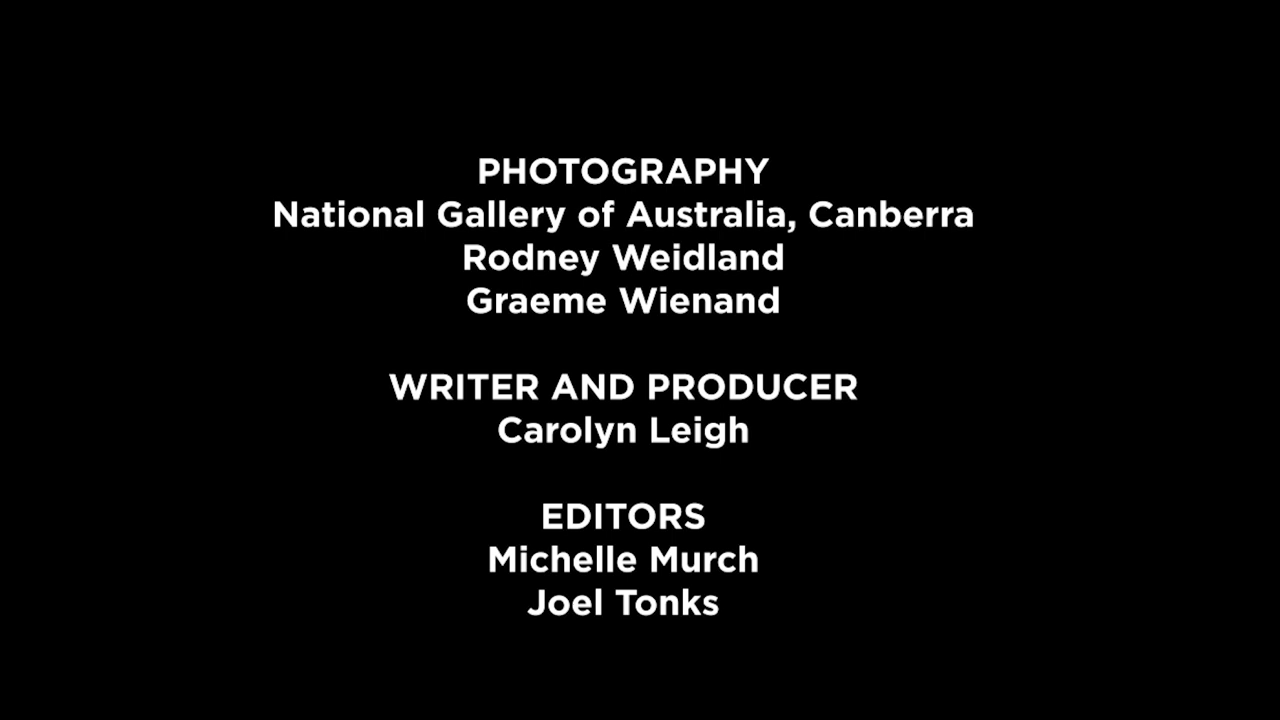 PHOTOGRAPHY
National Gallery of Australia, Canberra
Rodney Weidland
Graeme Wienand
WRITER AND PRODUCER
Carolyn Leigh
EDITORS
Michelle Murch
Joel Tonks